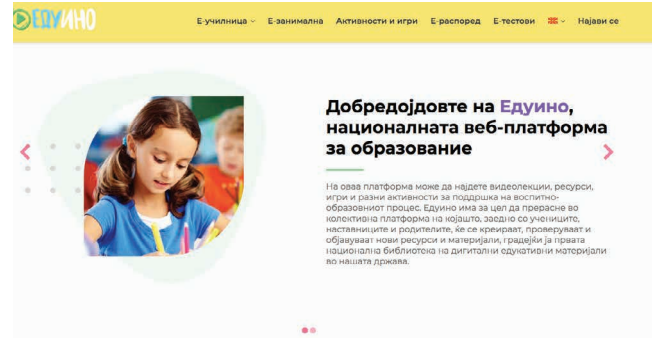 ЕДУИНО
Е-училница Е-занимална Активности и игри Е-распоред Е-тестови Најави се
Добредојдовте на Едуино,
националната веб-платформа
за образование
На оваа платформа може да најдете видеолекции, ресурси,
игри и разни активности за поддршка на воспитно-
образовниот процес. Едуино има за цел да прерасне во
колективна платформа на којашто, заедно со учениците,
наставниците и родителите, ќе се креираат, проверуваат и
објавуваат нови ресурси и материјали, градејќи ја првата
национална библиотека на дигитални едукативни материјали
во нашата држава.